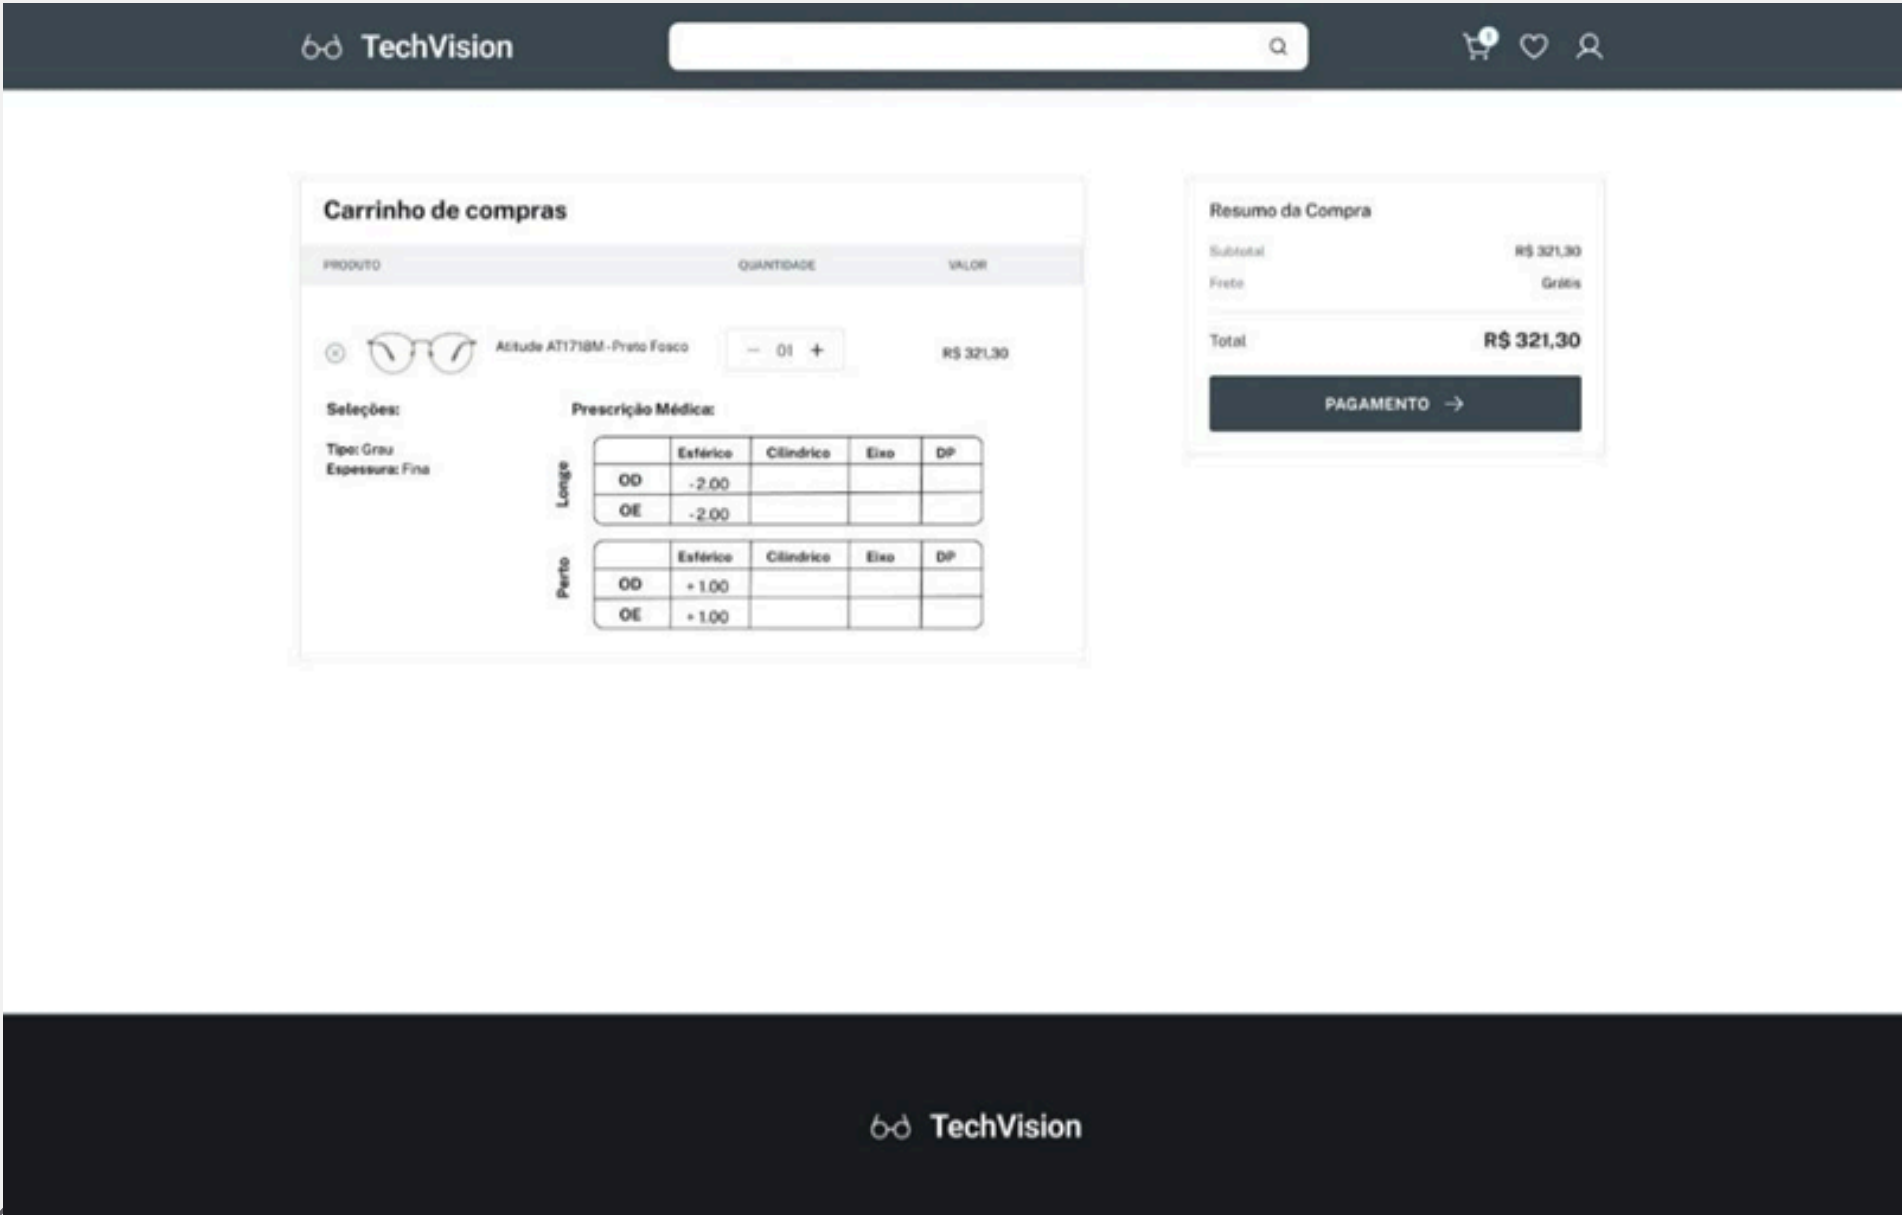 TechVision
Carrinho de compras
PRODUTO QUANTIDADE VALOR
Atitude AT1718M - Preto Fosco 01 R$ 321,30
Seleções:
Tipo: Grau
Espessura: Fina
Prescrição Médica:
Longe
Esférico Cilíndrico Eixo DP
OD -2.00
OE -2.00
Perto
Esférico Cilíndrico Eixo DP
OD +1.00
OE +1.00
Resumo da Compra
Subtotal R$ 321,30
Frete Grátis
Total R$ 321,30
PAGAMENTO →
TechVision